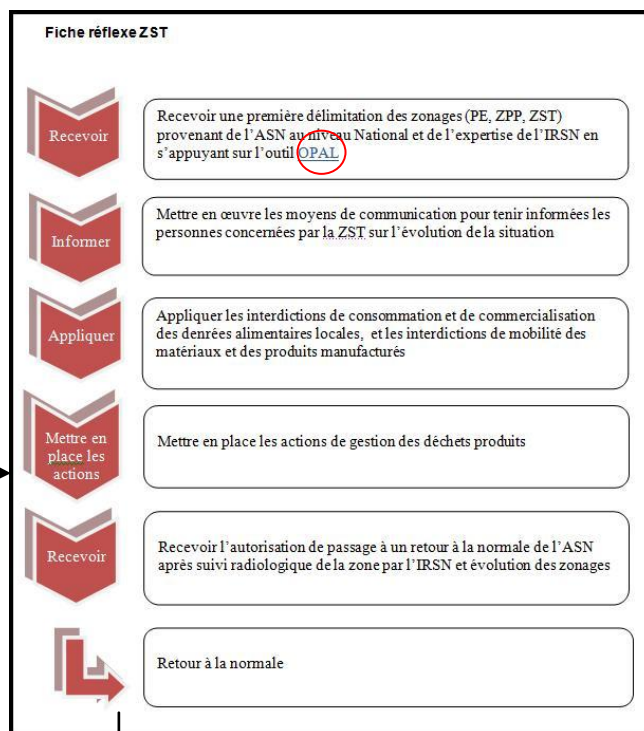 Fiche réflexe ZST
Recevoir
Recevoir une première délimitation des zonages (PE, ZPP, ZST)
provenant de l'ASN au niveau National et de l'expertise de l'IRSN en
s'appuyant sur l'outil OPAL
Informer
Mettre en œuvre les moyens de communication pour tenir informées les
personnes concernées par la ZST sur l'évolution de la situation
Appliquer
Appliquer les interdictions de consommation et de commercialisation
des denrées alimentaires locales, et les interdictions de mobilité des
matériaux et des produits manufacturés
Mettre en
place les
actions
Mettre en place les actions de gestion des déchets produits
Recevoir
Recevoir l'autorisation de passage à un retour à la normale de l'ASN
après suivi radiologique de la zone par l'IRSN et évolution des zonages
Retour à la normale